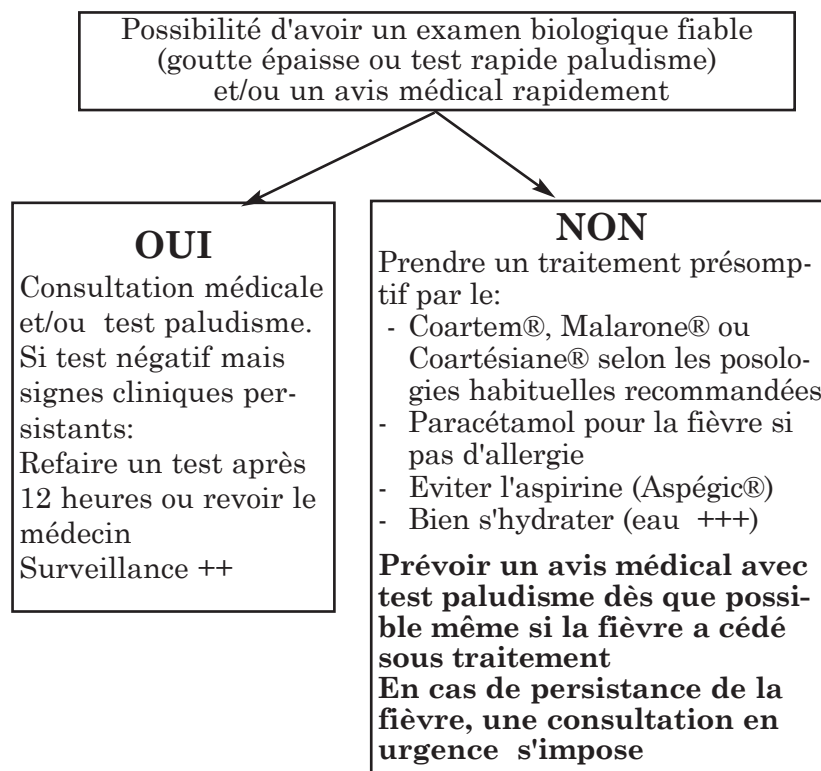 Possibilité d'avoir un examen biologique fiable
(goutte épaisse ou test rapide paludisme)
et/ou un avis médical rapidement
OUI
Consultation médicale
et/ou test paludisme.
Si test négatif mais
signes cliniques per-
sistants:
Refaire un test après
12 heures ou revoir le
médecin
Surveillance ++
NON
Prendre un traitement présomp-
tif par le:
- Coartem®, Malarone® ou
Coartésiane® selon les posolo-
gies habituelles recommandées
- Paracétamol pour la fièvre si
pas d'allergie
- Eviter l'aspirine (Aspégic®)
- Bien s'hydrater (eau +++)
Prévoir un avis médical avec
test paludisme dès que possi-
ble même si la fièvre a cédé
sous traitement
En cas de persistance de la
fièvre, une consultation en
urgence s'impose